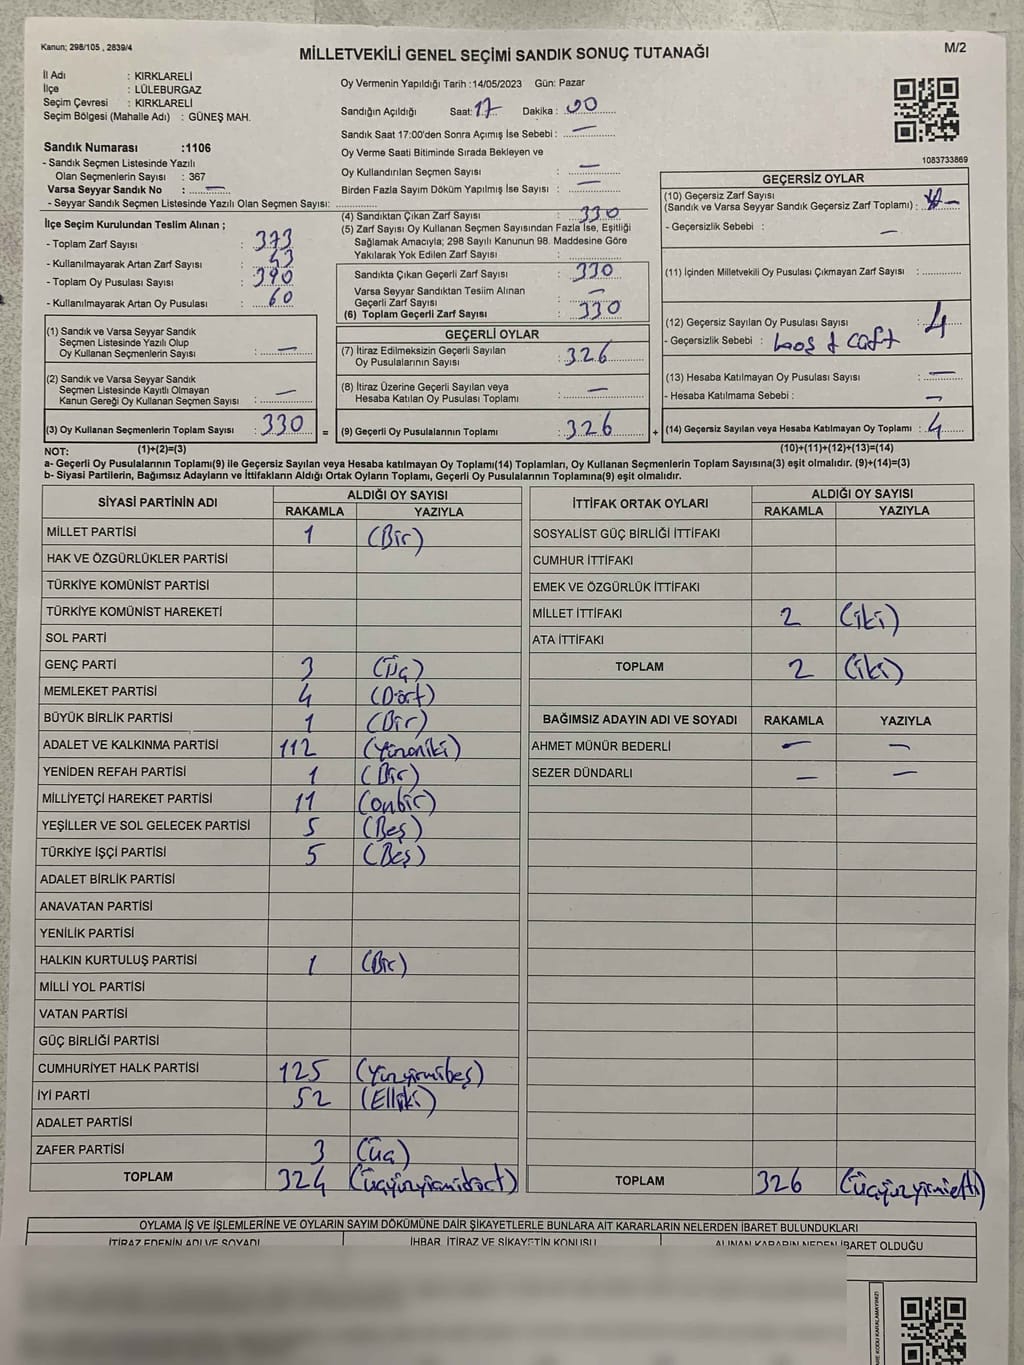 Kanun; 298/105 , 2839/4
MİLLETVEKİLİ GENEL SEÇİMİ SANDIK SONUÇ TUTANAĞI
M/2
İl Adı : KIRKLARELİ
İlçe : LÜLEBURGAZ
Seçim Çevresi : KIRKLARELİ
Seçim Bölgesi (Mahalle Adı) : GÜNEŞ MAH.
Sandık Numarası :1106
- Sandık Seçmen Listesinde Yazılı
Olan Seçmenlerin Sayısı : 367
Varsa Seyyar Sandık No : —
- Seyyar Sandık Seçmen Listesinde Yazılı Olan Seçmen Sayısı:
Oy Vermenin Yapıldığı Tarih :14/05/2023 Gün: Pazar
Sandığın Açıldığı Saat: 17 Dakika : 00
Sandık Saat 17:00'den Sonra Açımış İse Sebebi : —
Oy Verme Saati Bitiminde Sırada Bekleyen ve
Oy Kullandırılan Seçmen Sayısı : —
Birden Fazla Sayım Döküm Yapılmış İse Sayısı : —
1083733869
İlçe Seçim Kurulundan Teslim Alınan ;
- Toplam Zarf Sayısı : 373
- Kullanılmayarak Artan Zarf Sayısı : 43
- Toplam Oy Pusulası Sayısı : 390
- Kullanılmayarak Artan Oy Pusulası : 60
(1) Sandık ve Varsa Seyyar Sandık
Seçmen Listesinde Yazılı Olup
Oy Kullanan Seçmenlerin Sayısı : —
(2) Sandık ve Varsa Seyyar Sandık
Seçmen Listesinde Kayıtlı Olmayan
Kanun Gereği Oy Kullanan Seçmen Sayısı : —
(3) Oy Kullanan Seçmenlerin Toplam Sayısı : 330
(4) Sandıktan Çıkan Zarf Sayısı : 330
(5) Zarf Sayısı Oy Kullanan Seçmen Sayısından Fazla İse, Eşitliği
Sağlamak Amacıyla; 298 Sayılı Kanunun 98. Maddesine Göre
Yakılarak Yok Edilen Zarf Sayısı :
Sandıkta Çıkan Geçerli Zarf Sayısı : 330
Varsa Seyyar Sandıktan Teslim Alınan
Geçerli Zarf Sayısı : —
(6) Toplam Geçerli Zarf Sayısı : 330
GEÇERLİ OYLAR
(7) İtiraz Edilmeksizin Geçerli Sayılan
Oy Pusulalarının Sayısı : 326
(8) İtiraz Üzerine Geçerli Sayılan veya
Hesaba Katılan Oy Pusulası Toplamı : —
= (9) Geçerli Oy Pusulalarının Toplamı : 326
GEÇERSİZ OYLAR
(10) Geçersiz Zarf Sayısı
(Sandık ve Varsa Seyyar Sandık Geçersiz Zarf Toplamı) : —
- Geçersizlik Sebebi : —
(11) İçinden Milletvekili Oy Pusulası Çıkmayan Zarf Sayısı :
(12) Geçersiz Sayılan Oy Pusulası Sayısı : 4
- Geçersizlik Sebebi :
(13) Hesaba Katılmayan Oy Pusulası Sayısı : —
- Hesaba Katılmama Sebebi : —
+ (14) Geçersiz Sayılan veya Hesaba Katılmayan Oy Toplamı : 4
NOT: (1)+(2)=(3)
(10)+(11)+(12)+(13)=(14)
a- Geçerli Oy Pusulalarının Toplamı(9) ile Geçersiz Sayılan veya Hesaba katılmayan Oy Toplamı(14) Toplamları, Oy Kullanan Seçmenlerin Toplam Sayısına(3) eşit olmalıdır. (9)+(14)=(3)
b- Siyasi Partilerin, Bağımsız Adayların ve İttifakların Aldığı Oyların Toplamı, Geçerli Oy Pusulalarının Toplamına(9) eşit olmalıdır.
SİYASİ PARTİNİN ADI ALDIĞI OY SAYISI
RAKAMLA YAZIYLA
MİLLET PARTİSİ 1 (Bir)
HAK VE ÖZGÜRLÜKLER PARTİSİ
TÜRKİYE KOMÜNİST PARTİSİ
TÜRKİYE KOMÜNİST HAREKETİ
SOL PARTİ
GENÇ PARTİ 3 (Üç)
MEMLEKET PARTİSİ 4 (Dört)
BÜYÜK BİRLİK PARTİSİ 1 (Bir)
ADALET VE KALKINMA PARTİSİ 112 (Yüzoniki)
YENİDEN REFAH PARTİSİ 1 (Bir)
MİLLİYETÇİ HAREKET PARTİSİ 11 (onbir)
YEŞİLLER VE SOL GELECEK PARTİSİ 5 (Beş)
TÜRKİYE İŞÇİ PARTİSİ 5 (Beş)
ADALET BİRLİK PARTİSİ
ANAVATAN PARTİSİ
YENİLİK PARTİSİ
HALKIN KURTULUŞ PARTİSİ 1 (Bir)
MİLLİ YOL PARTİSİ
VATAN PARTİSİ
GÜÇ BİRLİĞİ PARTİSİ
CUMHURİYET HALK PARTİSİ 125 (Yüzyirmibeş)
İYİ PARTİ 52 (Elliiki)
ADALET PARTİSİ
ZAFER PARTİSİ 3 (Üç)
TOPLAM 324 (Üçyüzyirmidört)
İTTİFAK ORTAK OYLARI ALDIĞI OY SAYISI
RAKAMLA YAZIYLA
SOSYALİST GÜÇ BİRLİĞİ İTTİFAKI
CUMHUR İTTİFAKI
EMEK VE ÖZGÜRLÜK İTTİFAKI
MİLLET İTTİFAKI 2 (iki)
ATA İTTİFAKI
TOPLAM 2 (iki)
BAĞIMSIZ ADAYIN ADI VE SOYADI RAKAMLA YAZIYLA
AHMET MÜNÜR BEDERLİ — —
SEZER DÜNDARLI — —
TOPLAM 326 (Üçyüzyirmialtı)
OYLAMA İŞ VE İŞLEMLERİNE VE OYLARIN SAYIM DÖKÜMÜNE DAİR ŞİKAYETLERLE BUNLARA AİT KARARLARIN NELERDEN İBARET BULUNDUKLARI
İTİRAZ EDENİN ADI VE SOYADI İHBAR, İTİRAZ VE ŞİKAYETİN KONUSU ALINAN KARARIN NEDEN İBARET OLDUĞU